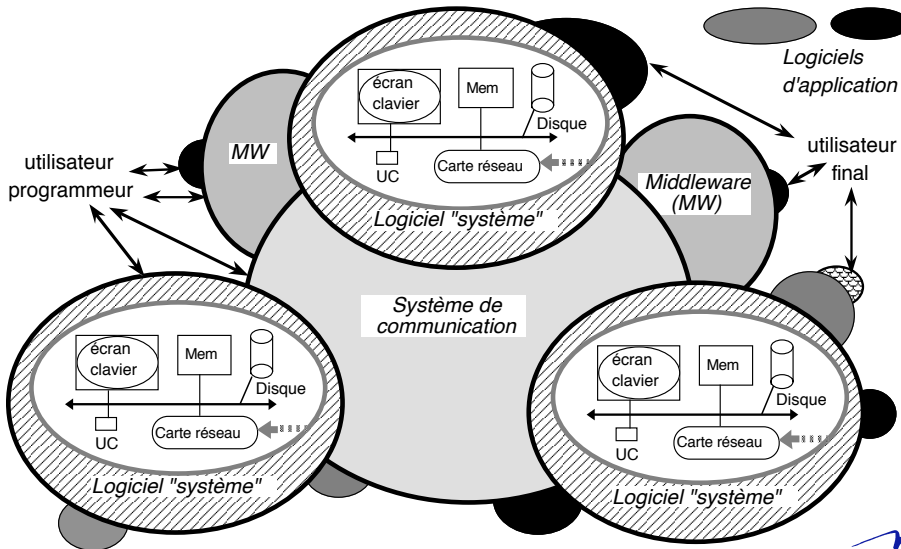 écran
clavier
Mem
Disque
UC
Carte réseau
Logiciel "système"
Logiciels
d'application
utilisateur
programmeur
MW
Middleware
(MW)
utilisateur
final
Système de
communication
écran
clavier
Mem
Disque
UC
Carte réseau
Logiciel "système"
écran
clavier
Mem
Disque
UC
Carte réseau
Logiciel "système"